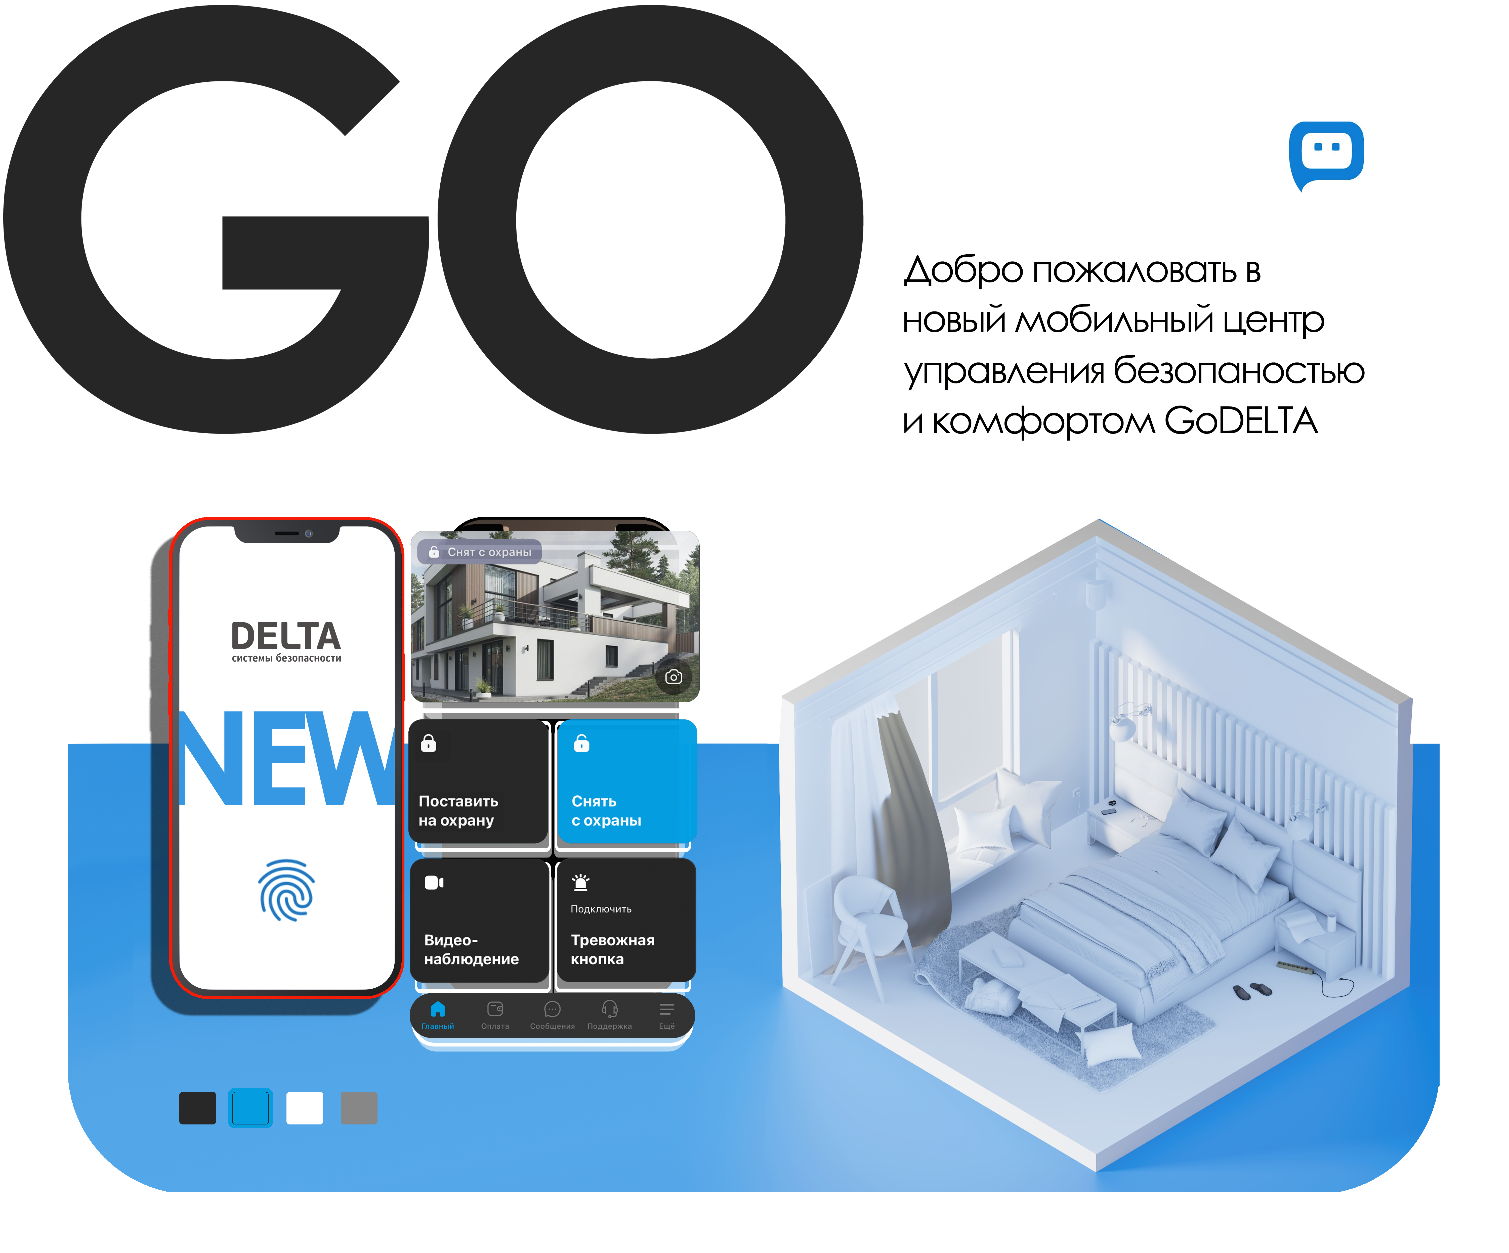 GO
Добро пожаловать в
новый мобильный центр
управления безопаностью
и комфортом GoDELTA
DELTA
системы безопасности
NEW
Снят с охраны
Поставить
на охрану
Снять
с охраны
Видео-
наблюдение
Подключить
Тревожная
кнопка
Главный Оплата Сообщения Поддержка Ещё